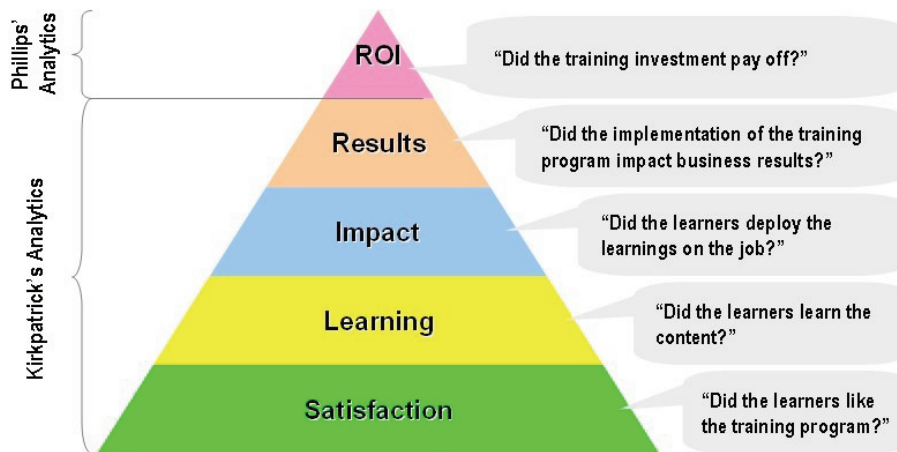 Phillips'
Analytics
ROI
“Did the training investment pay off?”
Results
“Did the implementation of the training
program impact business results?”
Kirkpatrick's Analytics
Impact
“Did the learners deploy the
learnings on the job?”
Learning
“Did the learners learn the
content?”
Satisfaction
“Did the learners like
the training program?”